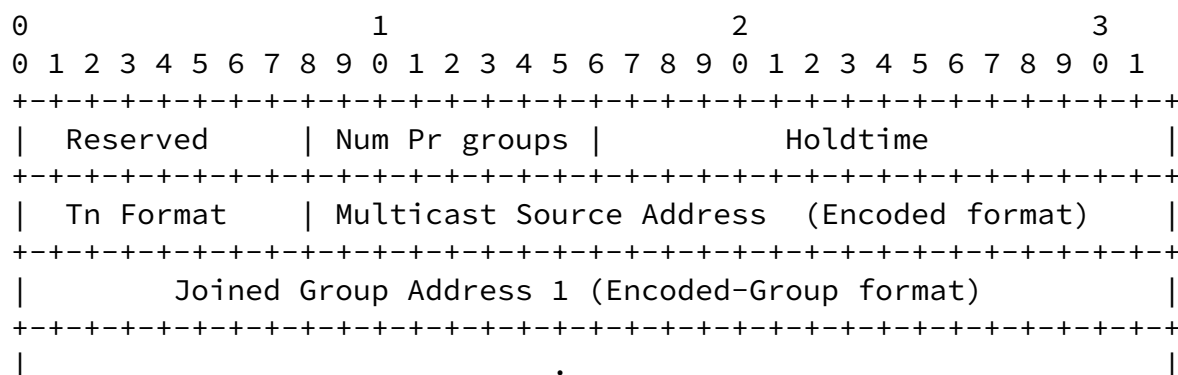 0                   1                   2                   3
0 1 2 3 4 5 6 7 8 9 0 1 2 3 4 5 6 7 8 9 0 1 2 3 4 5 6 7 8 9 0 1
+-+-+-+-+-+-+-+-+-+-+-+-+-+-+-+-+-+-+-+-+-+-+-+-+-+-+-+-+-+-+-+-+
|  Reserved     | Num Pr groups |          Holdtime             |
+-+-+-+-+-+-+-+-+-+-+-+-+-+-+-+-+-+-+-+-+-+-+-+-+-+-+-+-+-+-+-+-+
|  Tn Format    | Multicast Source Address  (Encoded format)    |
+-+-+-+-+-+-+-+-+-+-+-+-+-+-+-+-+-+-+-+-+-+-+-+-+-+-+-+-+-+-+-+-+
|        Joined Group Address 1 (Encoded-Group format)          |
+-+-+-+-+-+-+-+-+-+-+-+-+-+-+-+-+-+-+-+-+-+-+-+-+-+-+-+-+-+-+-+-+
|                             .                                 |